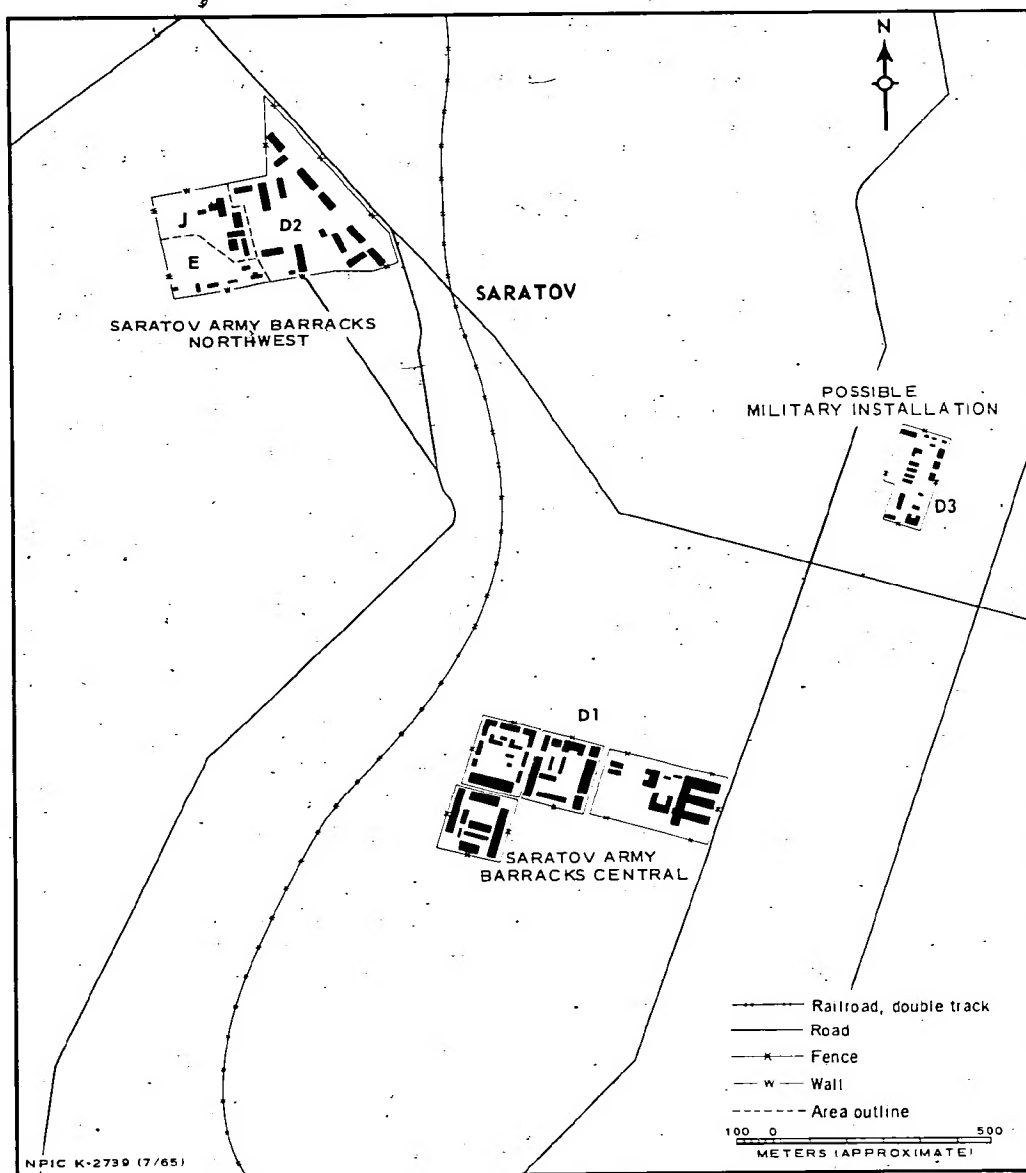 N
J
D2
E
SARATOV
SARATOV ARMY BARRACKS
NORTHWEST
POSSIBLE
MILITARY INSTALLATION
D3
D1
SARATOV ARMY
BARRACKS CENTRAL
Railroad, double track
Road
x Fence
w Wall
Area outline
100 0 500
METERS (APPROXIMATE)
NPIC K-2739 (7/65)